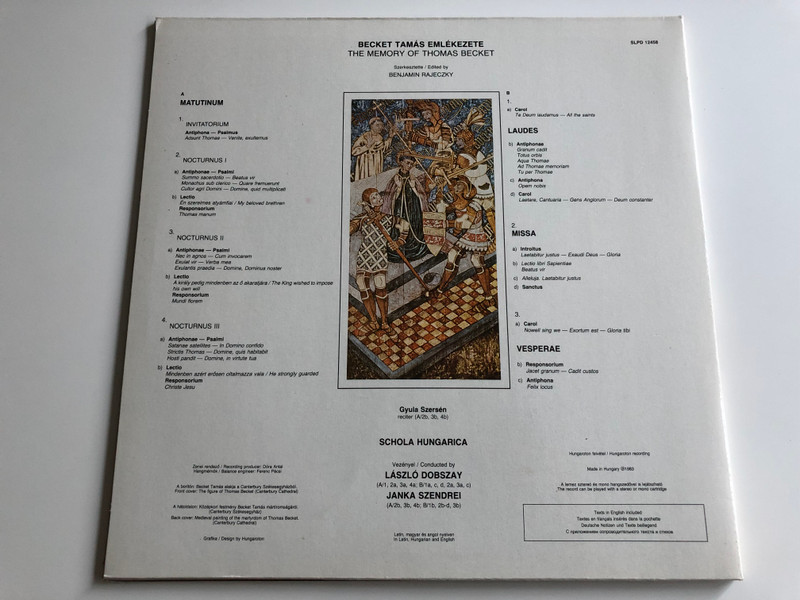 BECKET TAMÁS EMLÉKEZETE
THE MEMORY OF THOMAS BECKET
SLPD 12458
Szerkesztette / Edited by
BENJAMIN RAJECZKY
A
MATUTINUM
1.
INVITATORIUM
Antiphona — Psalmus
Adsunt Thomae — Venite, exultemus
2.
NOCTURNUS I
a) Antiphonae — Psalmi
Summo sacerdotio — Beatus vir
Monachus sub clerico — Quare fremuerunt
Cultor agri Domini — Domine, quid multiplicati
b) Lectio
Én szerelmes atyámfiai / My beloved brethren
Responsorium
Thomae manum
3.
NOCTURNUS II
a) Antiphonae — Psalmi
Nec in agnos — Cum invocarem
Exulat vir — Verba mea
Exulantis praedia — Domine, Dominus noster
b) Lectio
A király pedig mindenben az ő akaratjára / The King wished to impose
his own will
Responsorium
Mundi florem
4.
NOCTURNUS III
a) Antiphonae — Psalmi
Satanae satellites — In Domino confido
Strictis Thomas — Domine, quis habitabit
Hosti pandit — Domine, in virtute tua
b) Lectio
Mindenben azért erősen oltalmazza vala / He strongly guarded
Responsorium
Christe Jesu
B
1.
a) Carol
Te Deum laudamus — All the saints
LAUDES
b) Antiphonae
Granum cadit
Totus orbis
Aqua Thomae
Ad Thomae memoriam
Tu per Thomae
c) Antiphona
Opem nobis
d) Carol
Laetare, Cantuaria — Gens Anglorum — Deum constanter
2.
MISSA
a) Introitus
Laetabitur justus — Exaudi Deus — Gloria
b) Lectio libri Sapientiae
Beatus vir
c) Alleluja. Laetabitur justus
d) Sanctus
3.
a) Carol
Nowell sing we — Exortum est — Gloria tibi
VESPERAE
b) Responsorium
Jacet granum — Cadit custos
c) Antiphona
Felix locus
Gyula Szersén
reciter (A/2b, 3b, 4b)
SCHOLA HUNGARICA
Vezényel / Conducted by
LÁSZLÓ DOBSZAY
(A/1, 2a, 3a, 4a; B/1a, c, d, 2a, 3a, c)
JANKA SZENDREI
(A/2b, 3b, 4b; B/1b, 2b-d, 3b)
Latin, magyar és angol nyelven
In Latin, Hungarian and English
Zenei rendező / Recording producer: Dóra Antal
Hangmérnök / Balance engineer: Ferenc Pécsi
A borítón: Becket Tamás alakja a Canterbury Székesegyházból.
Front cover: The figure of Thomas Becket (Canterbury Cathedral)
A hátoldalon: Középkori festmény Becket Tamás mártíromságáról.
(Canterbury Székesegyház)
Back cover: Medieval painting of the martyrdom of Thomas Becket.
(Canterbury Cathedral)
Grafika / Design by Hungaroton
Hungaroton felvétel / Hungaroton recording
Made in Hungary
A lemez sztereó és monó hangszedővel is lejátszható.
The record can be played with a stereo or mono cartridge
Texts in English included
Textes en français insérés dans la pochette
Deutsche Notizen und Texte beiliegend
С приложением сопроводительного текста и стихов